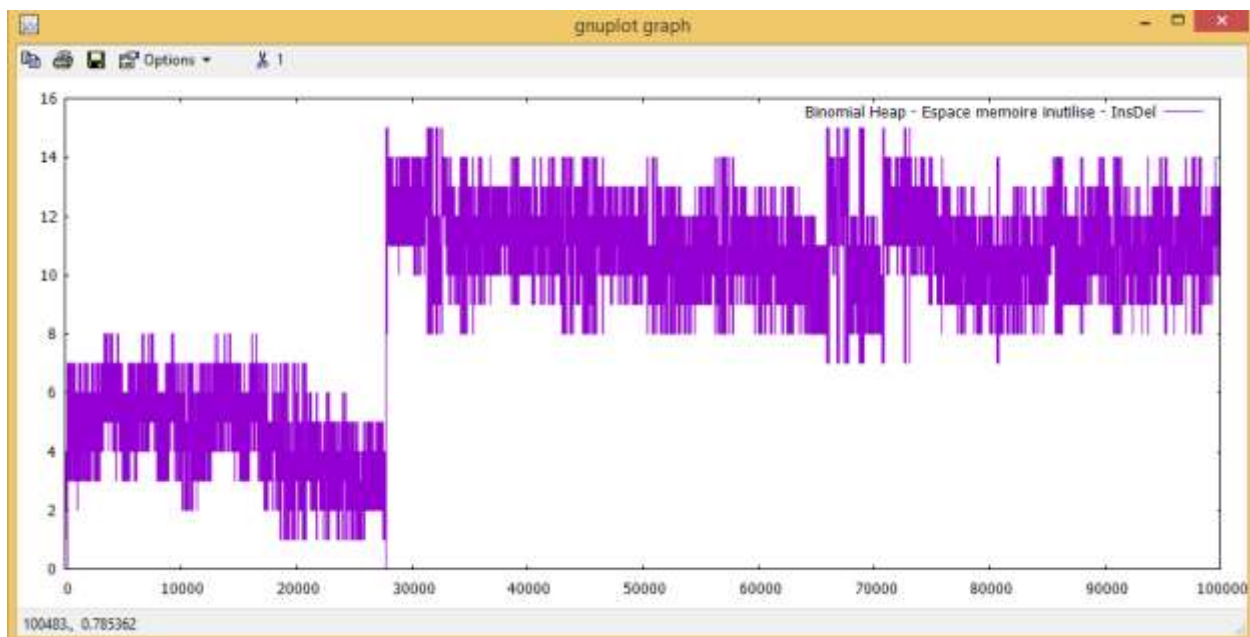 gnuplot graph
Options 1
16
Binomial Heap - Espace memoire inutilise - InsDel
14
12
10
8
6
4
2
0
0 10000 20000 30000 40000 50000 60000 70000 80000 90000 100000
100483., 0.785362